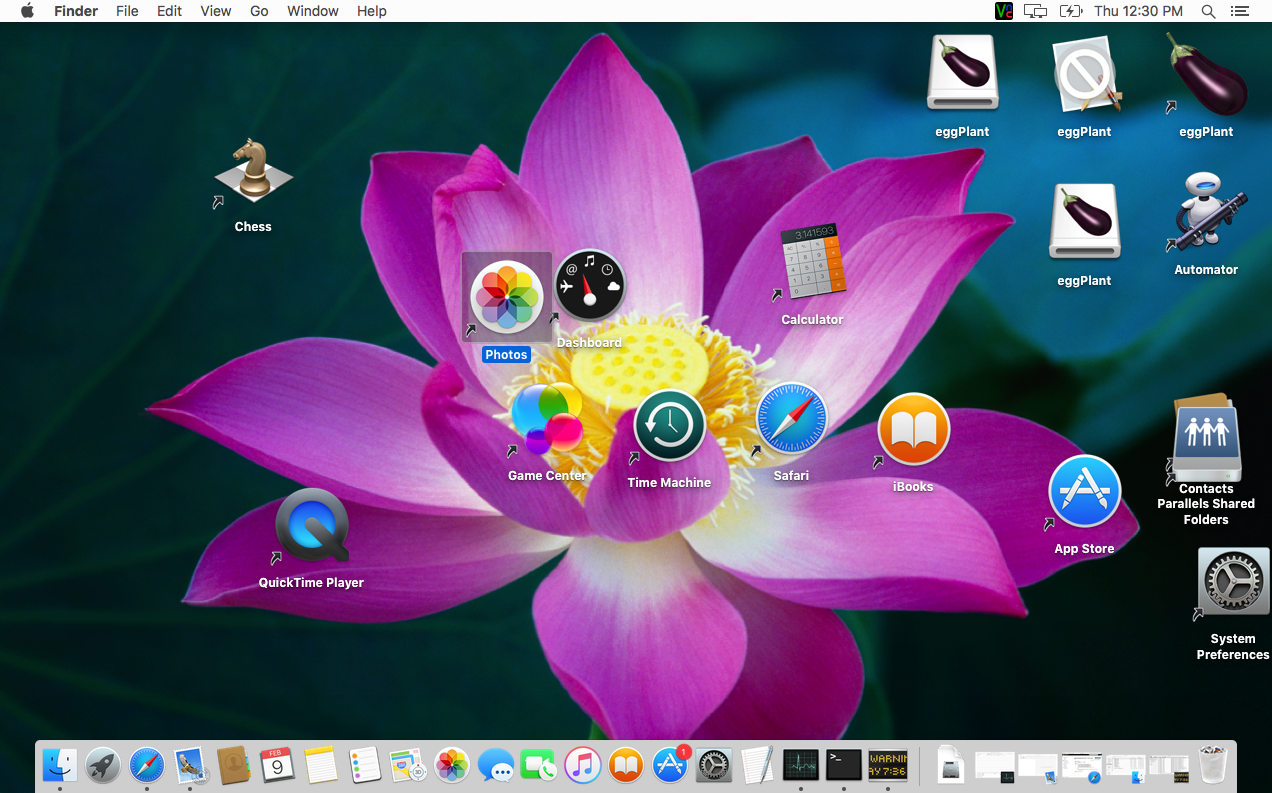 Finder File Edit View Go Window Help
Thu 12:30 PM
eggPlant
eggPlant
eggPlant
Chess
eggPlant
Automator
3.141593
Calculator
Dashboard
Photos
Game Center
Time Machine
Safari
iBooks
Contacts
Parallels Shared
Folders
App Store
QuickTime Player
System
Preferences
FEB
9
1
WARNIN
AY 7:36